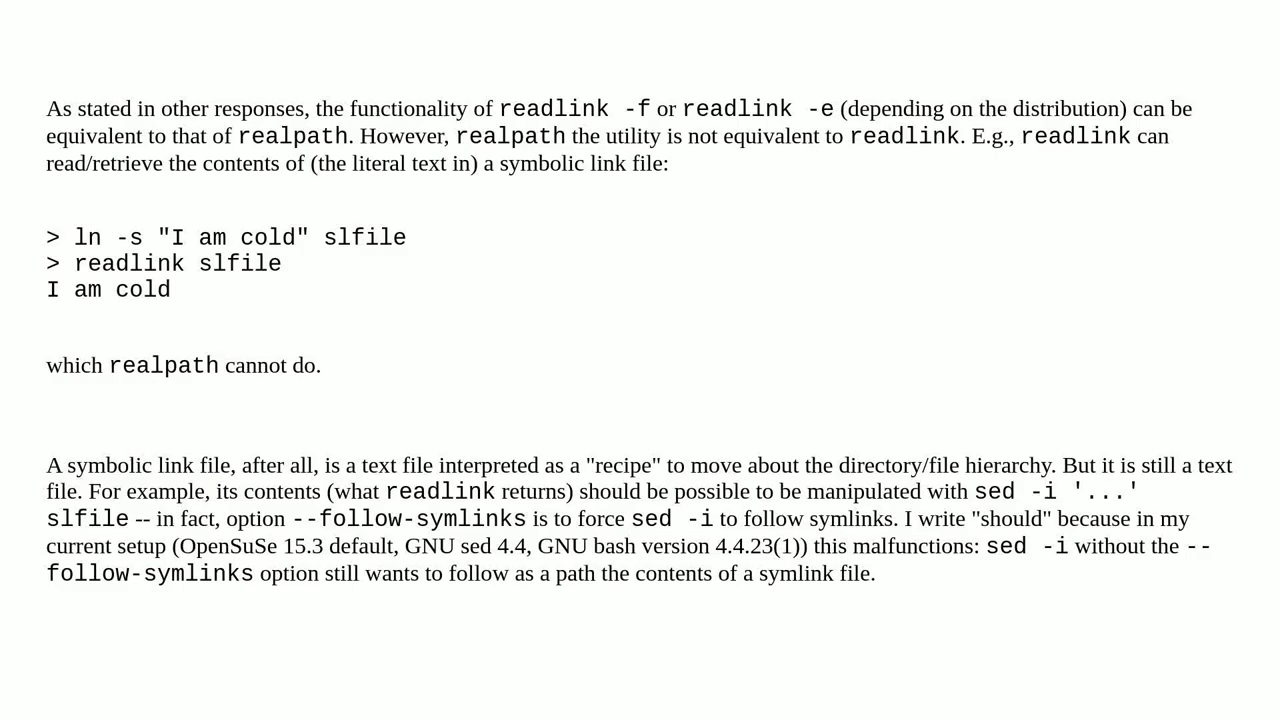 As stated in other responses, the functionality of readlink -f or readlink -e (depending on the distribution) can be
equivalent to that of realpath. However, realpath the utility is not equivalent to readlink. E.g., readlink can
read/retrieve the contents of (the literal text in) a symbolic link file:
> ln -s "I am cold" slfile
> readlink slfile
I am cold
which realpath cannot do.
A symbolic link file, after all, is a text file interpreted as a "recipe" to move about the directory/file hierarchy. But it is still a text
file. For example, its contents (what readlink returns) should be possible to be manipulated with sed -i '...'
slfile -- in fact, option --follow-symlinks is to force sed -i to follow symlinks. I write "should" because in my
current setup (OpenSuSe 15.3 default, GNU sed 4.4, GNU bash version 4.4.23(1)) this malfunctions: sed -i without the --
follow-symlinks option still wants to follow as a path the contents of a symlink file.